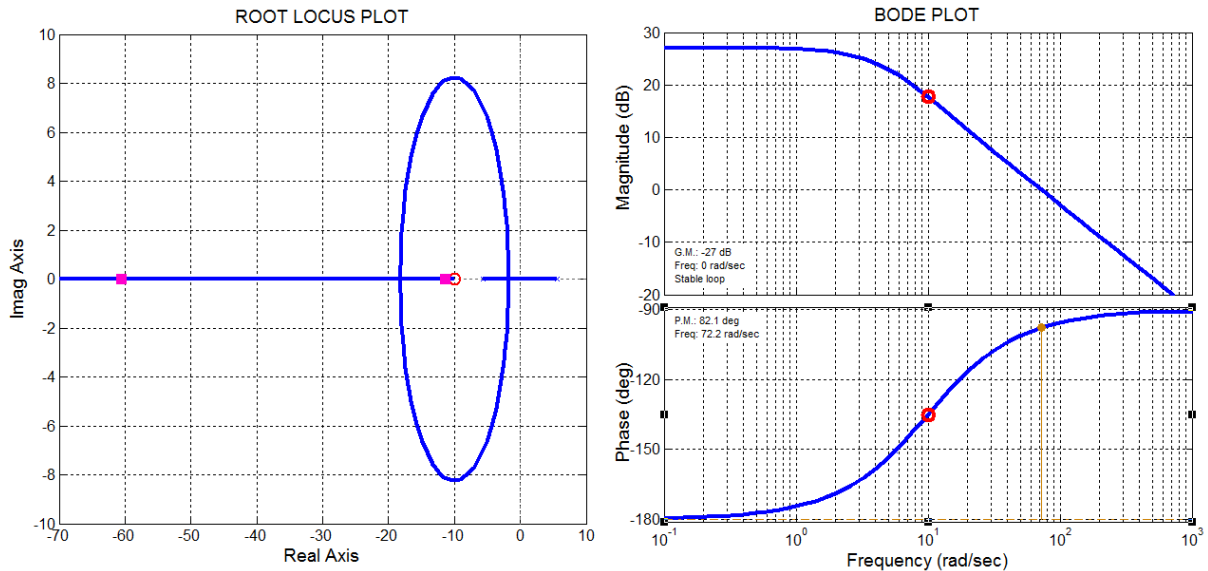 ROOT LOCUS PLOT
10
8
6
4
2
0
-2
-4
-6
-8
-10
Imag Axis
-70 -60 -50 -40 -30 -20 -10 0 10
Real Axis
BODE PLOT
30
20
10
0
-10
-20
Magnitude (dB)
G.M.: -27 dB
Freq: 0 rad/sec
Stable loop
-90
-120
-150
-180
Phase (deg)
P.M.: 82.1 deg
Freq: 72.2 rad/sec
10^-1 10^0 10^1 10^2 10^3
Frequency (rad/sec)